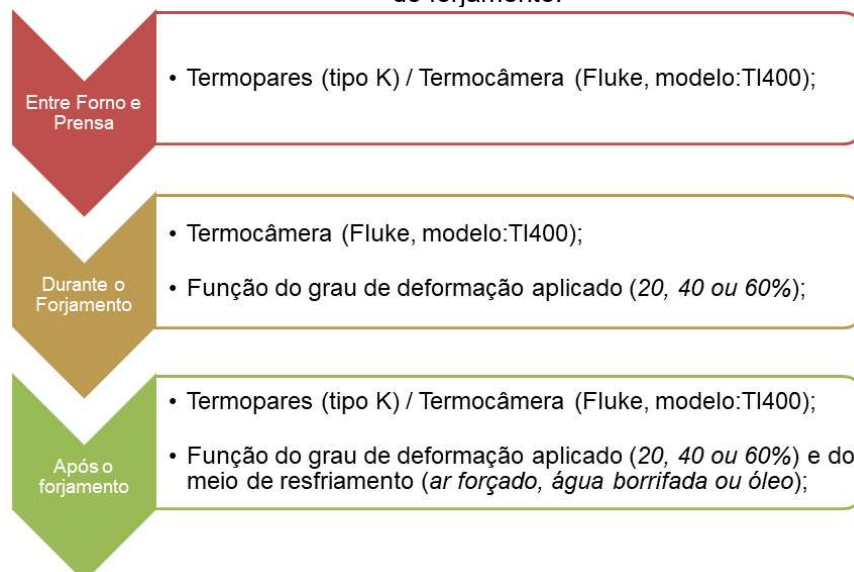 de forjamento.
Entre Forno e
Prensa
• Termopares (tipo K) / Termocâmera (Fluke, modelo:TI400);
Durante o
Forjamento
• Termocâmera (Fluke, modelo:TI400);
• Função do grau de deformação aplicado (20, 40 ou 60%);
Após o
forjamento
• Termopares (tipo K) / Termocâmera (Fluke, modelo:TI400);
• Função do grau de deformação aplicado (20, 40 ou 60%) e do
meio de resfriamento (ar forçado, água borrifada ou óleo);